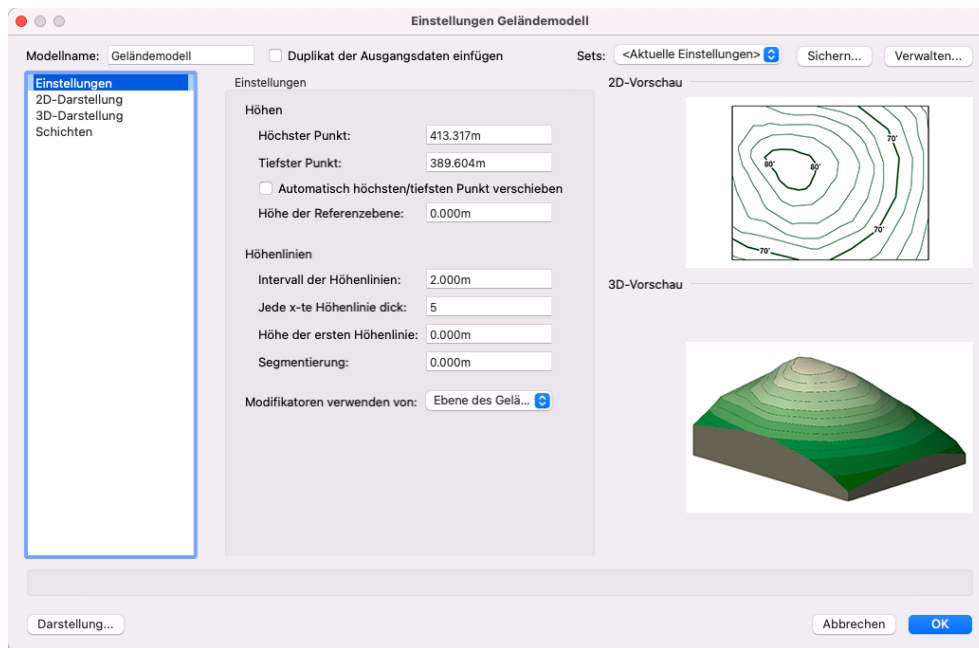 Einstellungen Geländemodell
Modellname: Geländemodell Duplikat der Ausgangsdaten einfügen Sets: <Aktuelle Einstellungen> Sichern... Verwalten...
Einstellungen
2D-Darstellung
3D-Darstellung
Schichten
Einstellungen
Höhen
Höchster Punkt: 413.317m
Tiefster Punkt: 389.604m
Automatisch höchsten/tiefsten Punkt verschieben
Höhe der Referenzebene: 0.000m
Höhenlinien
Intervall der Höhenlinien: 2.000m
Jede x-te Höhenlinie dick: 5
Höhe der ersten Höhenlinie: 0.000m
Segmentierung: 0.000m
Modifikatoren verwenden von: Ebene des Gelä...
2D-Vorschau
70'
80' 80'
70'
70'
3D-Vorschau
Darstellung... Abbrechen OK